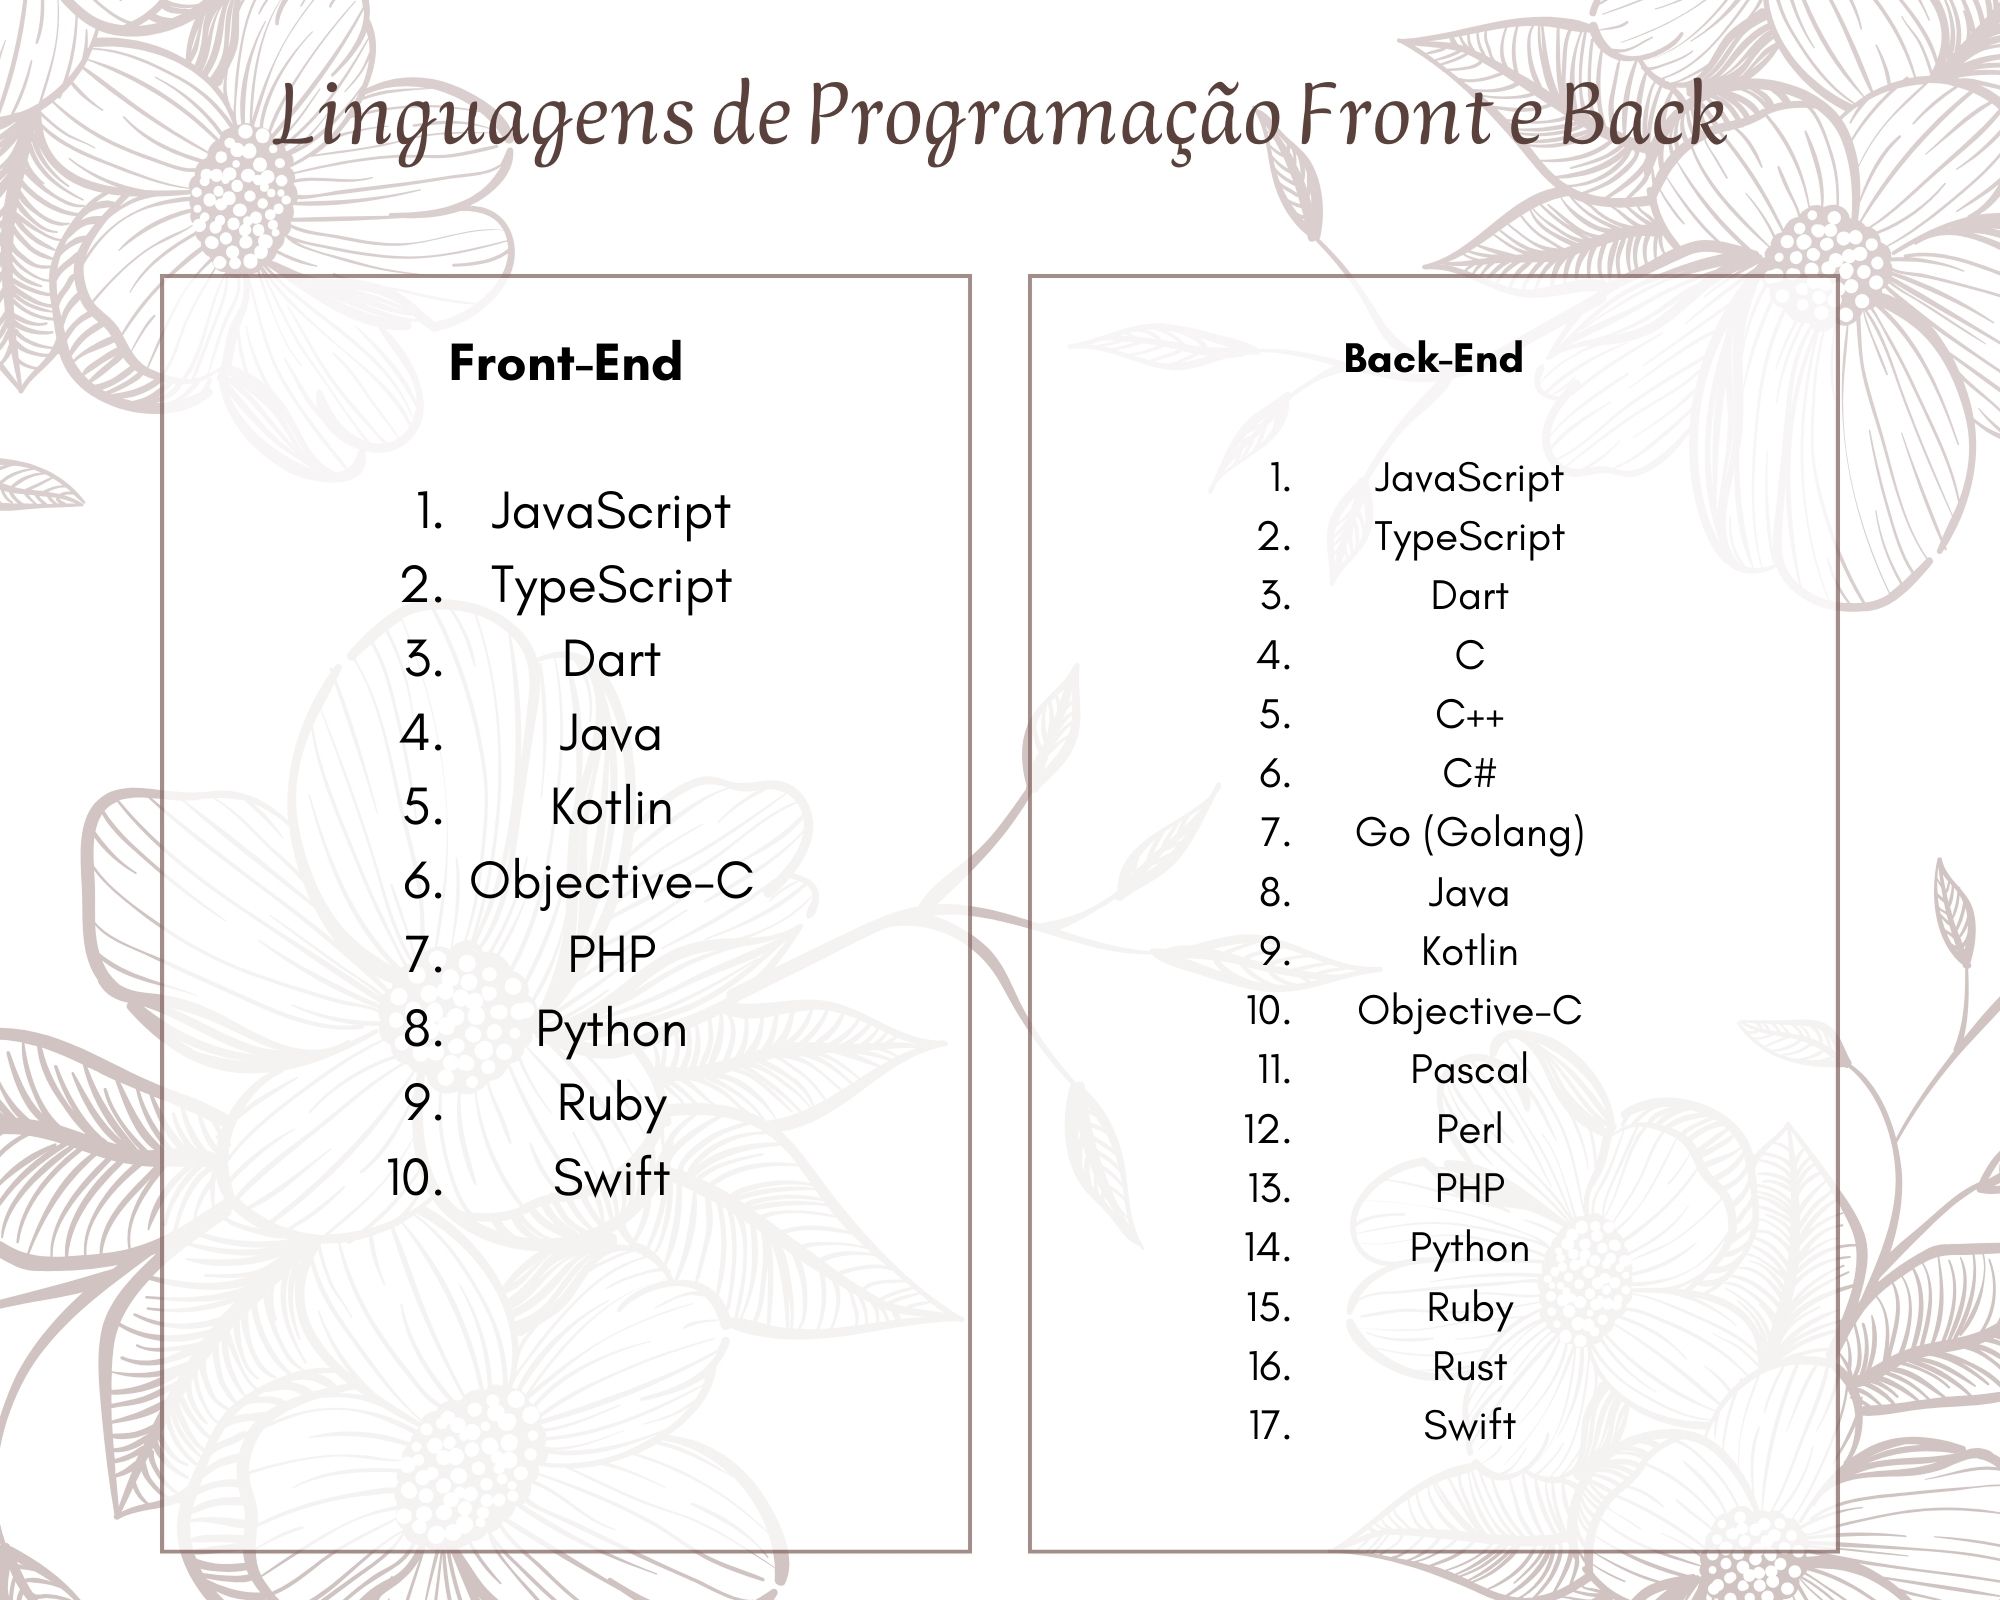 Linguagens de Programação Front e Back
Front-End
1. JavaScript
2. TypeScript
3. Dart
4. Java
5. Kotlin
6. Objective-C
7. PHP
8. Python
9. Ruby
10. Swift
Back-End
1. JavaScript
2. TypeScript
3. Dart
4. C
5. C++
6. C#
7. Go (Golang)
8. Java
9. Kotlin
10. Objective-C
11. Pascal
12. Perl
13. PHP
14. Python
15. Ruby
16. Rust
17. Swift